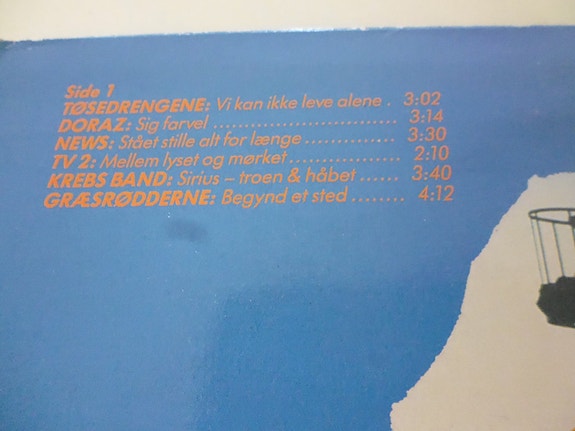 Side 1
TØSEDRENGENE: Vi kan ikke leve alene . 3:02
DORAZ: Sig farvel ............................ 3:14
NEWS: Stået stille alt for længe .............. 3:30
TV 2: Mellem lyset og mørket ................. 2:10
KREBS BAND: Sirius – troen & håbet ...... 3:40
GRÆSRØDDERNE: Begynd et sted ........ 4:12